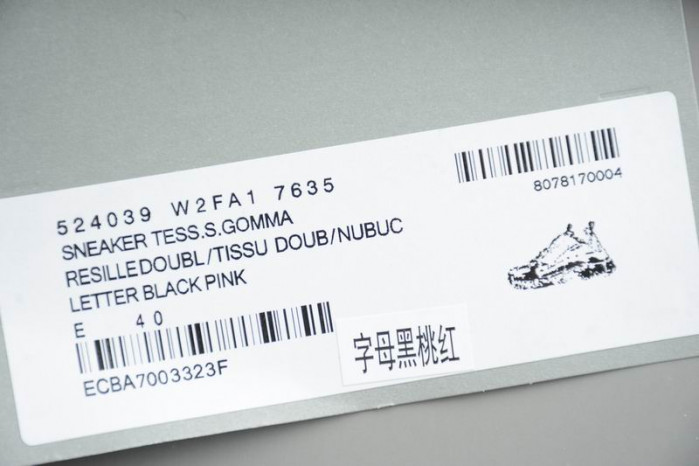 524039 W2FA1 7635
SNEAKER TESS.S.GOMMA
RESILLEDOUBL/TISSU DOUB/NUBUC
LETTER BLACK PINK
E 40
ECBA7003323F
8078170004
字母黑桃红